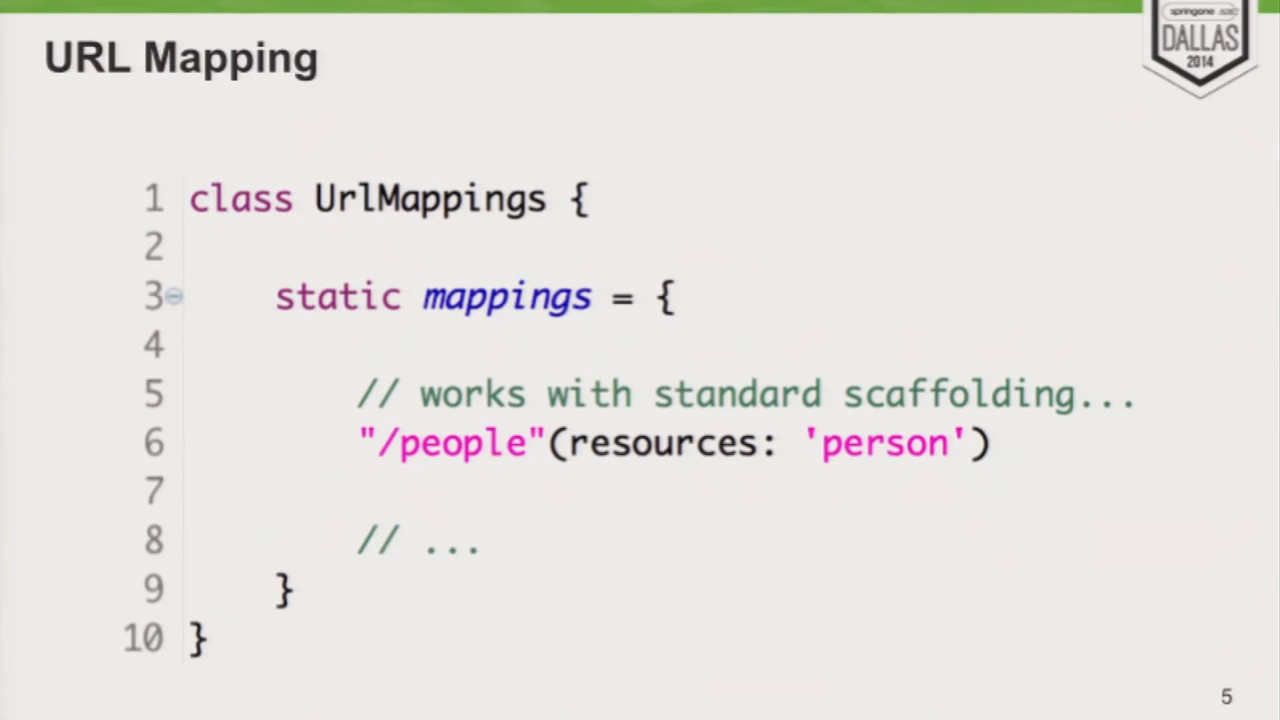 URL Mapping
springone
DALLAS
2014
1 class UrlMappings {
2
3 static mappings = {
4
5 // works with standard scaffolding...
6 "/people"(resources: 'person')
7
8 // ...
9 }
10 }
5